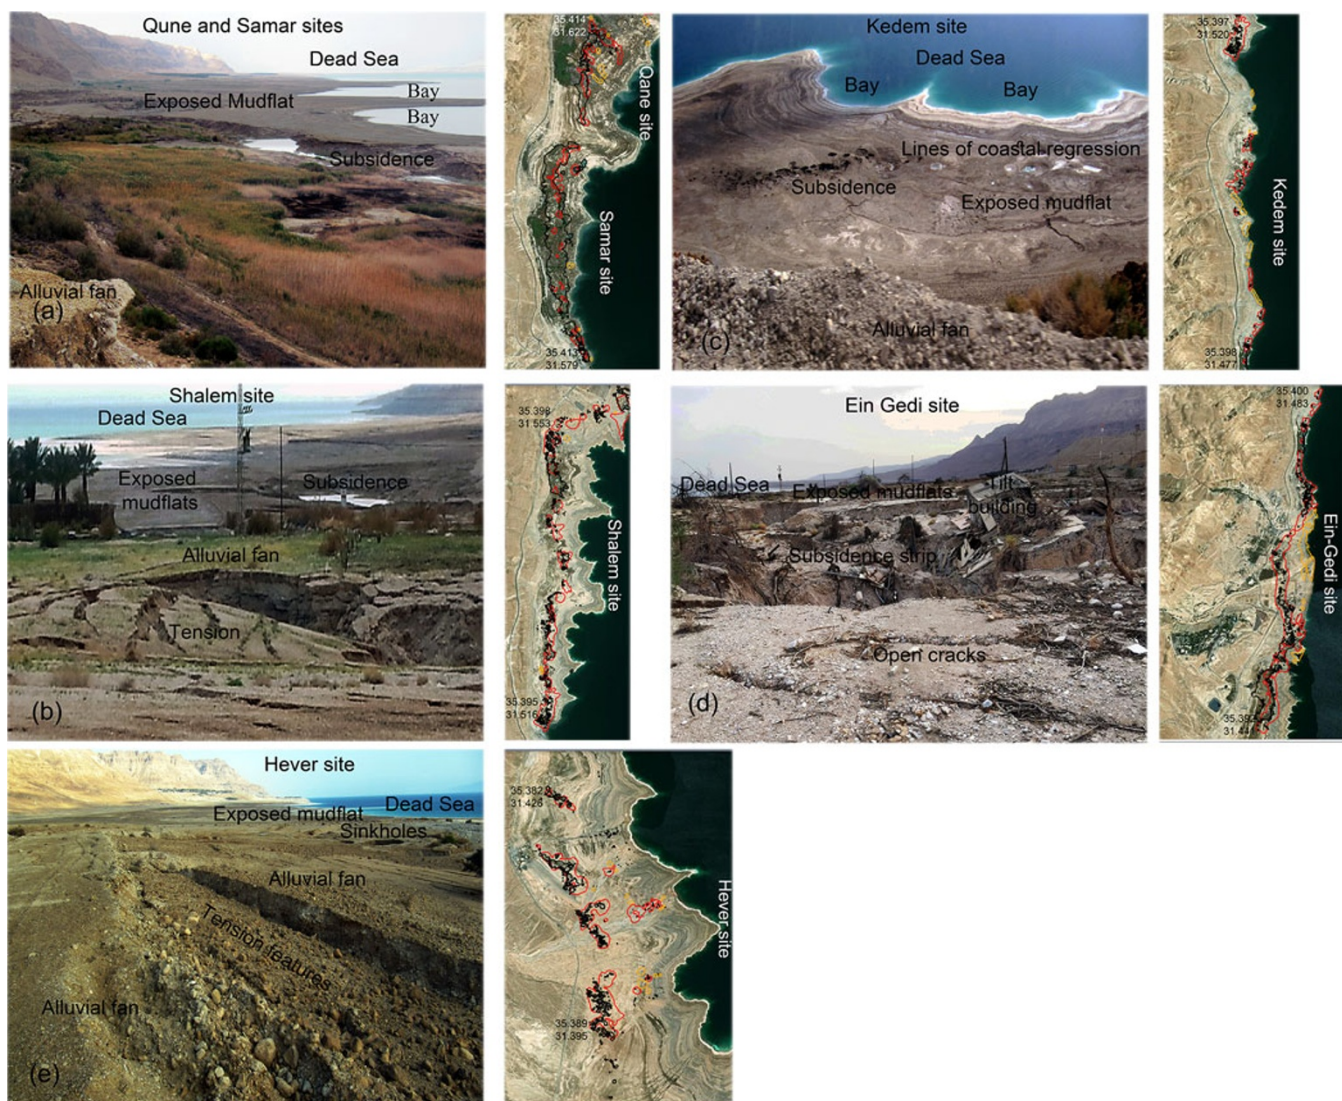 Qune and Samar sites
Dead Sea
Bay
Exposed Mudflat
Bay
Subsidence
Alluvial fan
(a)
35.414
31.622
Qane site
Samar site
35.413
31.579
Kedem site
Dead Sea
Bay
Bay
Lines of coastal regression
Subsidence
Exposed mudflat
Alluvial fan
(c)
35.397
31.520
Kedem site
35.398
31.477
Shalem site
Dead Sea
Exposed
mudflats
Subsidence
Alluvial fan
Tension
(b)
35.398
31 553
Shalem site
35.395
31.516
Ein Gedi site
Dead Sea
Exposed mudflats
Tilt
building
Subsidence strip
Open cracks
(d)
35.400
31.483
Ein-Gedi site
35.392
31.441
Hever site
Dead Sea
Exposed mudflat
Sinkholes
Alluvial fan
Tension features
Alluvial fan
(e)
35.382
31.426
Hever site
35.389
31.395